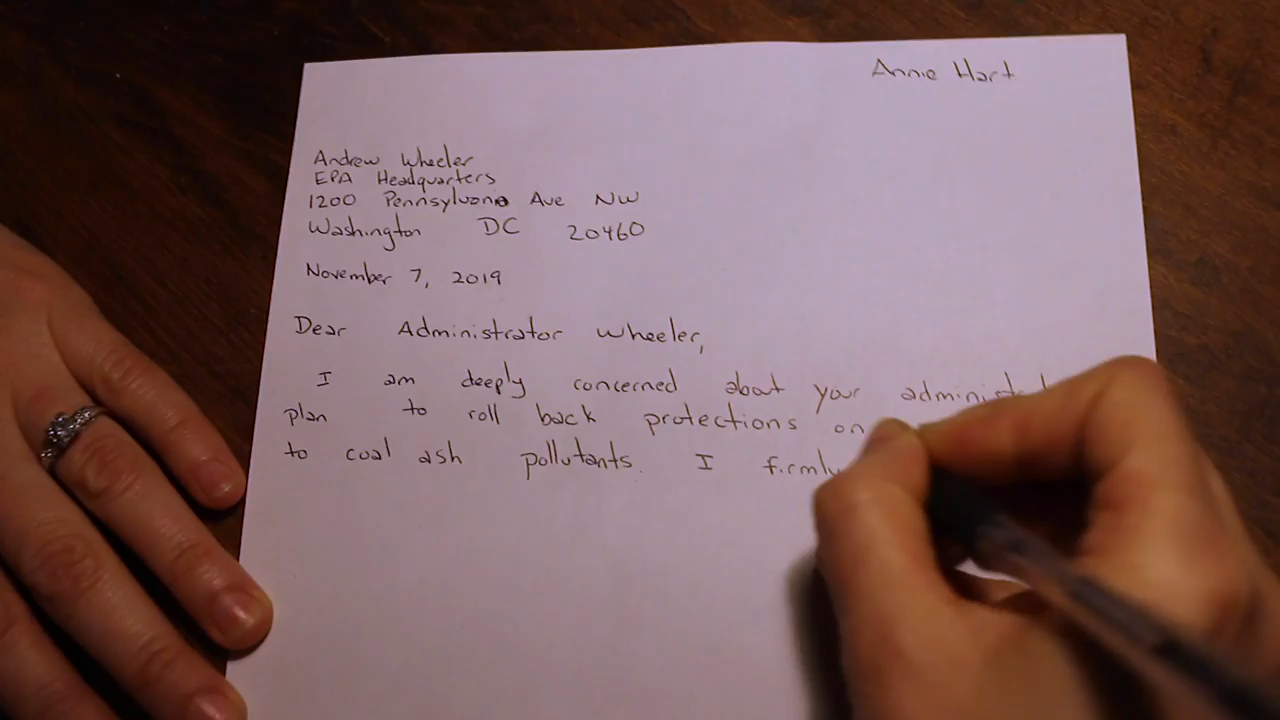 Annie Hart
Andrew Wheeler
EPA Headquarters
1200 Pennsylvania Ave NW
Washington DC 20460
November 7, 2019
Dear Administrator Wheeler,
I am deeply concerned about your
plan to roll back protections on
to coal ash pollutants. I firmly